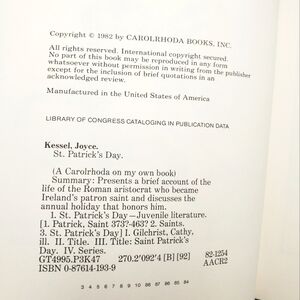 Copyright © 1982 by CAROLRHODA BOOKS, INC.
All rights reserved. International copyright secured.
No part of this book may be reproduced in any form
whatsoever without permission in writing from the publisher
except for the inclusion of brief quotations in an
acknowledged review.
Manufactured in the United States of America
LIBRARY OF CONGRESS CATALOGING IN PUBLICATION DATA
Kessel, Joyce.
St. Patrick's Day.
(A Carolrhoda on my own book)
Summary: Presents a brief account of the
life of the Roman aristocrat who became
Ireland's patron saint and discusses the
annual holiday that honors him.
1. St. Patrick's Day—Juvenile literature.
[1. Patrick, Saint 373?-463? 2. Saints.
3. St. Patrick's Day] I. Gilchrist, Cathy,
ill. II. Title. III. Title: Saint Patrick's
Day. IV. Series.
GT4995.P3K47 270.2'092'4 [B] [92] 82-1254
ISBN 0-87614-193-9 AACR2
3 4 5 6 7 8 9 10 92 91 90 89 88 87 86 85 84